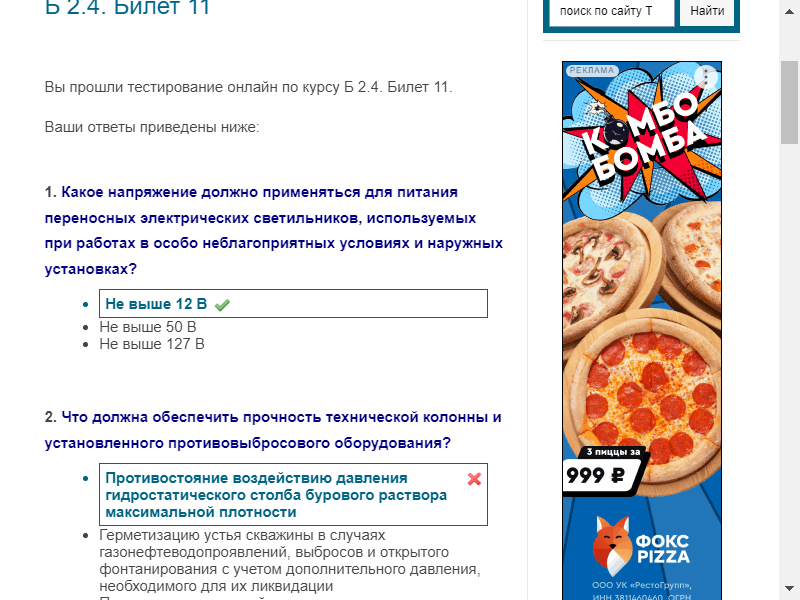 Б 2.4. Билет 11
поиск по сайту Т
Найти
Вы прошли тестирование онлайн по курсу Б 2.4. Билет 11.
Ваши ответы приведены ниже:
1. Какое напряжение должно применяться для питания
переносных электрических светильников, используемых
при работах в особо неблагоприятных условиях и наружных
установках?
Не выше 12 В
Не выше 50 В
Не выше 127 В
2. Что должна обеспечить прочность технической колонны и
установленного противовыбросового оборудования?
Противостояние воздействию давления
гидростатического столба бурового раствора
максимальной плотности
Герметизацию устья скважины в случаях
газонефтеводопроявлений, выбросов и открытого
фонтанирования с учетом дополнительного давления,
необходимого для их ликвидации
РЕКЛАМА
КОМБО
БОМБА
3 пиццы за
999 ₽
ФОКС
PIZZA
ООО УК «РестоГрупп»,
ИНН 3811460460, ОГРН